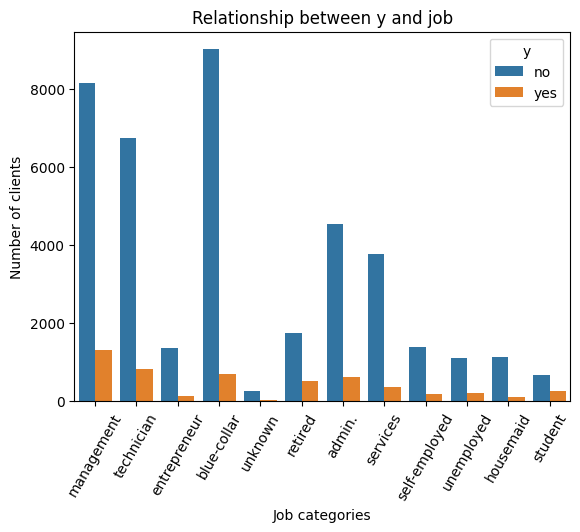 Relationship between y and job
y
no
yes
Number of clients
8000
6000
4000
2000
0
management
technician
entrepreneur
blue-collar
unknown
retired
admin.
services
self-employed
unemployed
housemaid
student
Job categories